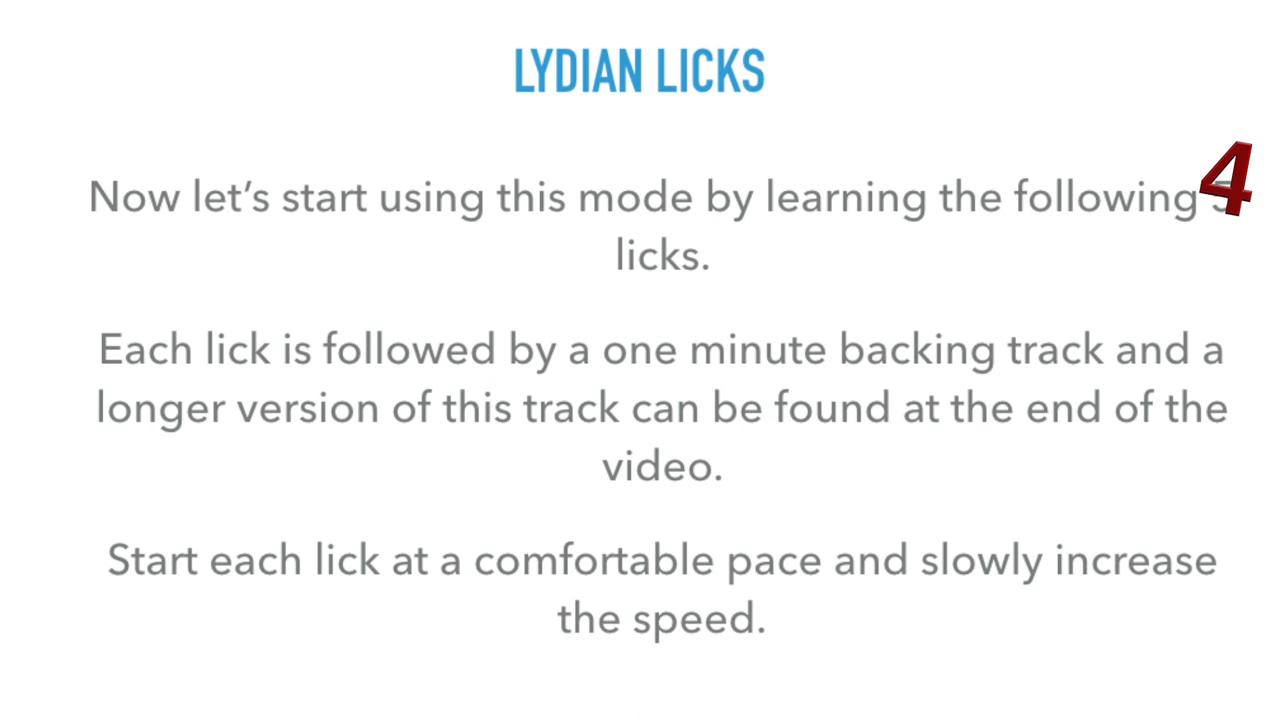 LYDIAN LICKS
Now let's start using this mode by learning the following 4
licks.
Each lick is followed by a one minute backing track and a
longer version of this track can be found at the end of the
video.
Start each lick at a comfortable pace and slowly increase
the speed.